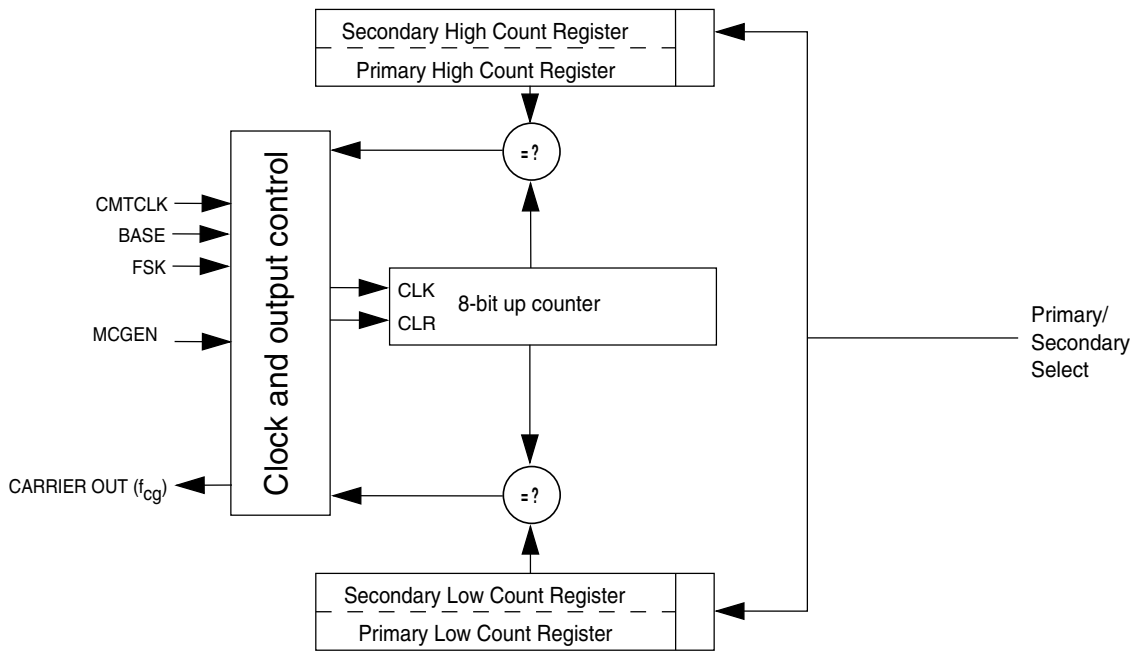 Secondary High Count Register
Primary High Count Register
=?
Clock and output control
CMTCLK
BASE
FSK
MCGEN
CLK
CLR
8-bit up counter
Primary/
Secondary
Select
CARRIER OUT (fcg)
=?
Secondary Low Count Register
Primary Low Count Register